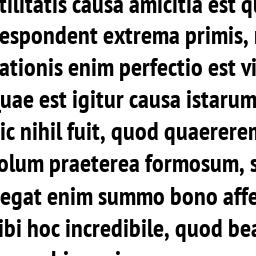 tilitatis causa amicitia est q
espondent extrema primis,
ationis enim perfectio est vi
uae est igitur causa istarum
ic nihil fuit, quod quaereren
olum praeterea formosum, s
egat enim summo bono affe
ibi hoc incredibile, quod bea